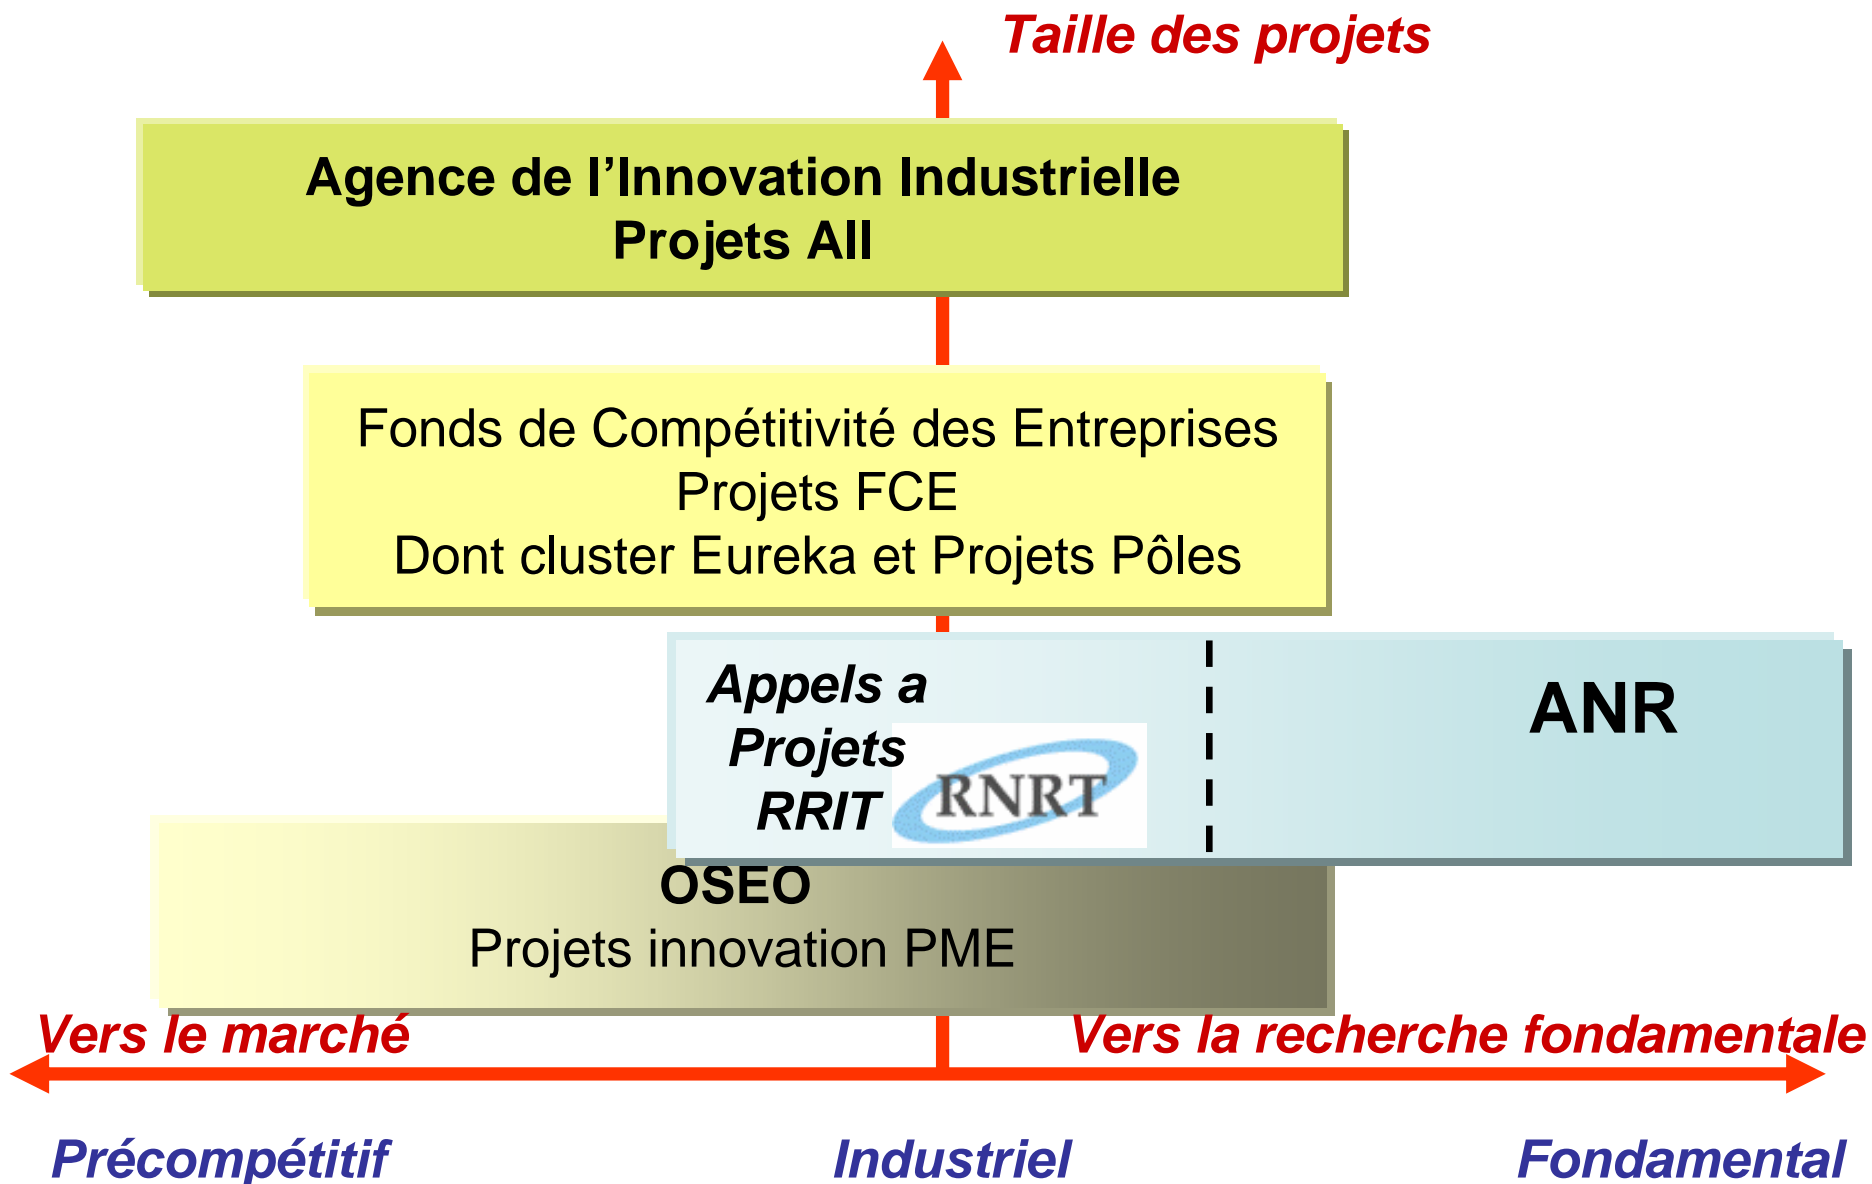 Taille des projets
Agence de l’Innovation Industrielle
Projets AII
Fonds de Compétitivité des Entreprises
Projets FCE
Dont cluster Eureka et Projets Pôles
Appels a
Projets
RRIT
RNRT
ANR
OSEO
Projets innovation PME
Vers le marché
Vers la recherche fondamentale
Précompétitif
Industriel
Fondamental